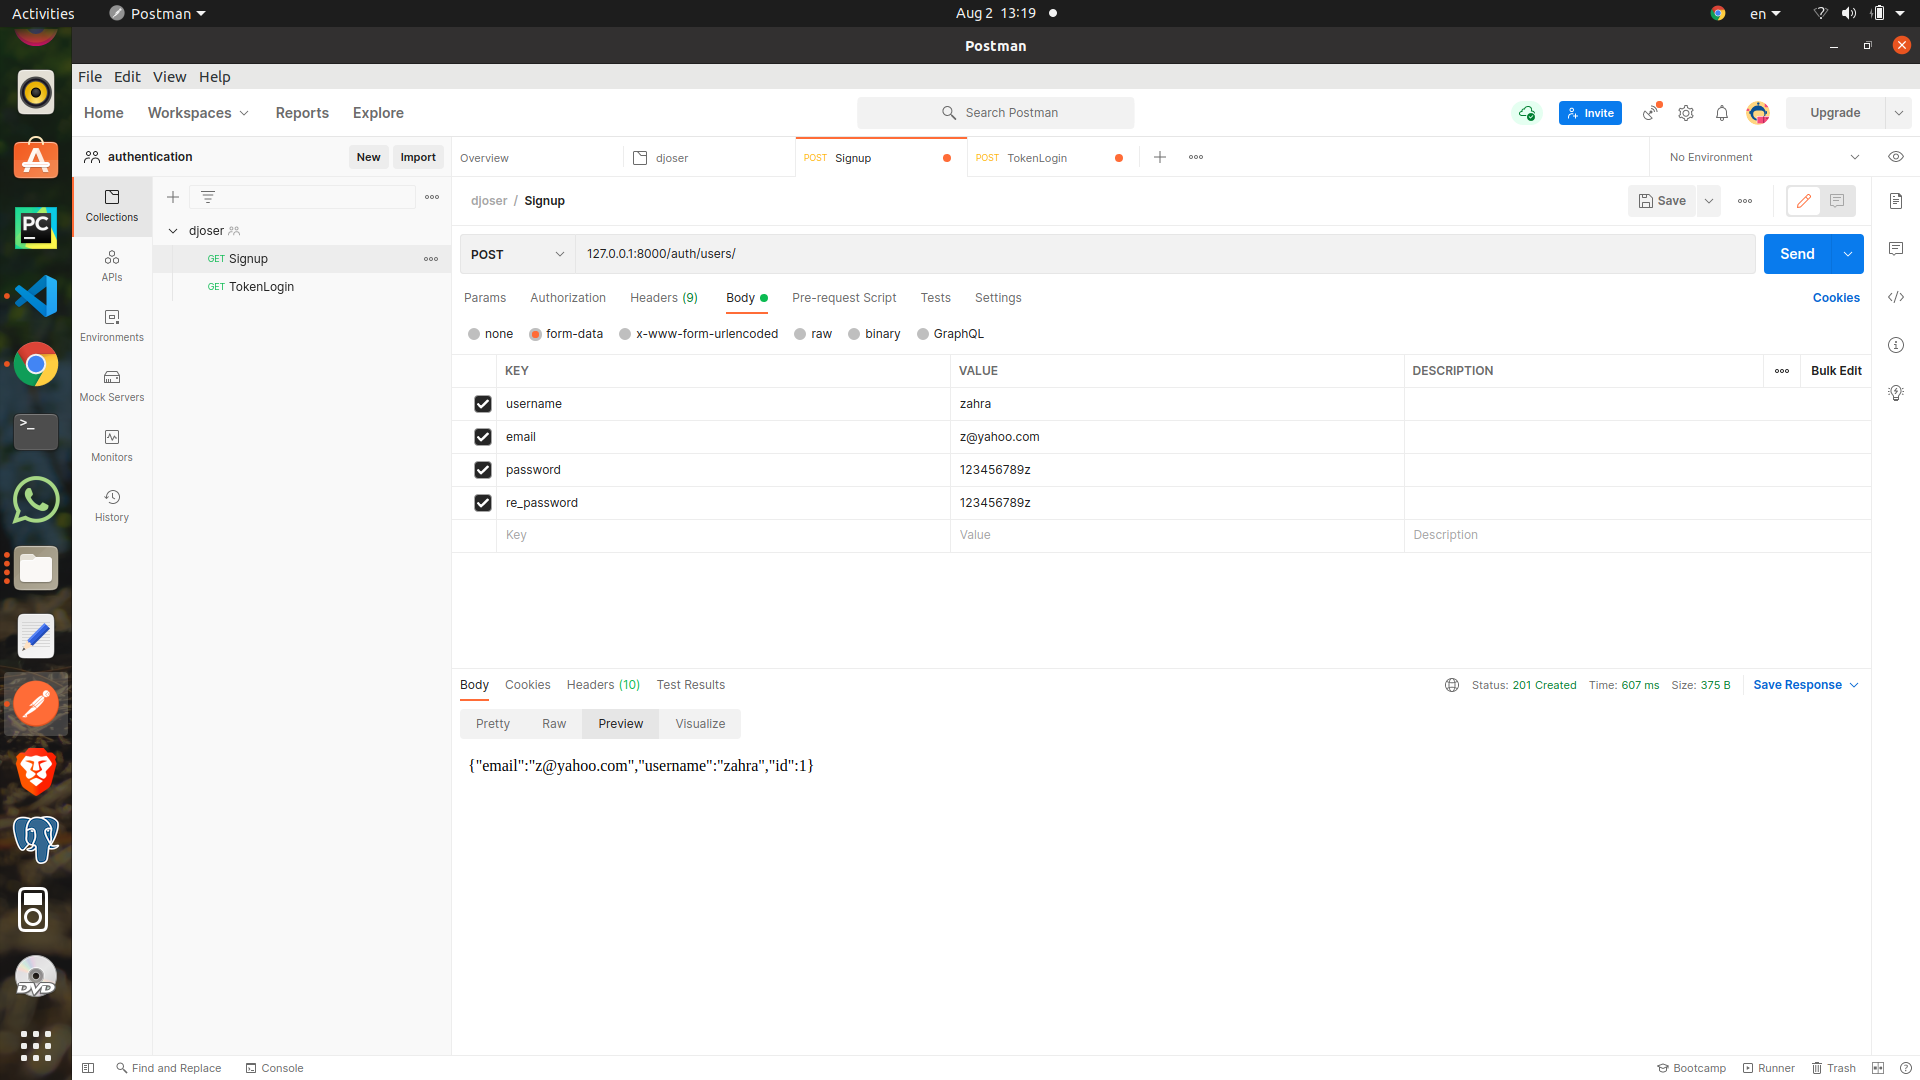 Activities Postman Aug 2 13:19 en
Postman
File Edit View Help
Home Workspaces Reports Explore Search Postman Invite Upgrade
authentication New Import Overview djoser POST Signup POST TokenLogin No Environment
Collections
djoser / Signup Save
djoser
GET Signup
GET TokenLogin
APIs
Environments
Mock Servers
Monitors
History
POST 127.0.0.1:8000/auth/users/ Send
Params Authorization Headers (9) Body Pre-request Script Tests Settings Cookies
none form-data x-www-form-urlencoded raw binary GraphQL
KEY VALUE DESCRIPTION Bulk Edit
username zahra
email z@yahoo.com
password 123456789z
re_password 123456789z
Key Value Description
Body Cookies Headers (10) Test Results Status: 201 Created Time: 607 ms Size: 375 B Save Response
Pretty Raw Preview Visualize
{"email":"z@yahoo.com","username":"zahra","id":1}
Find and Replace Console Bootcamp Runner Trash
PC
>_
DVD